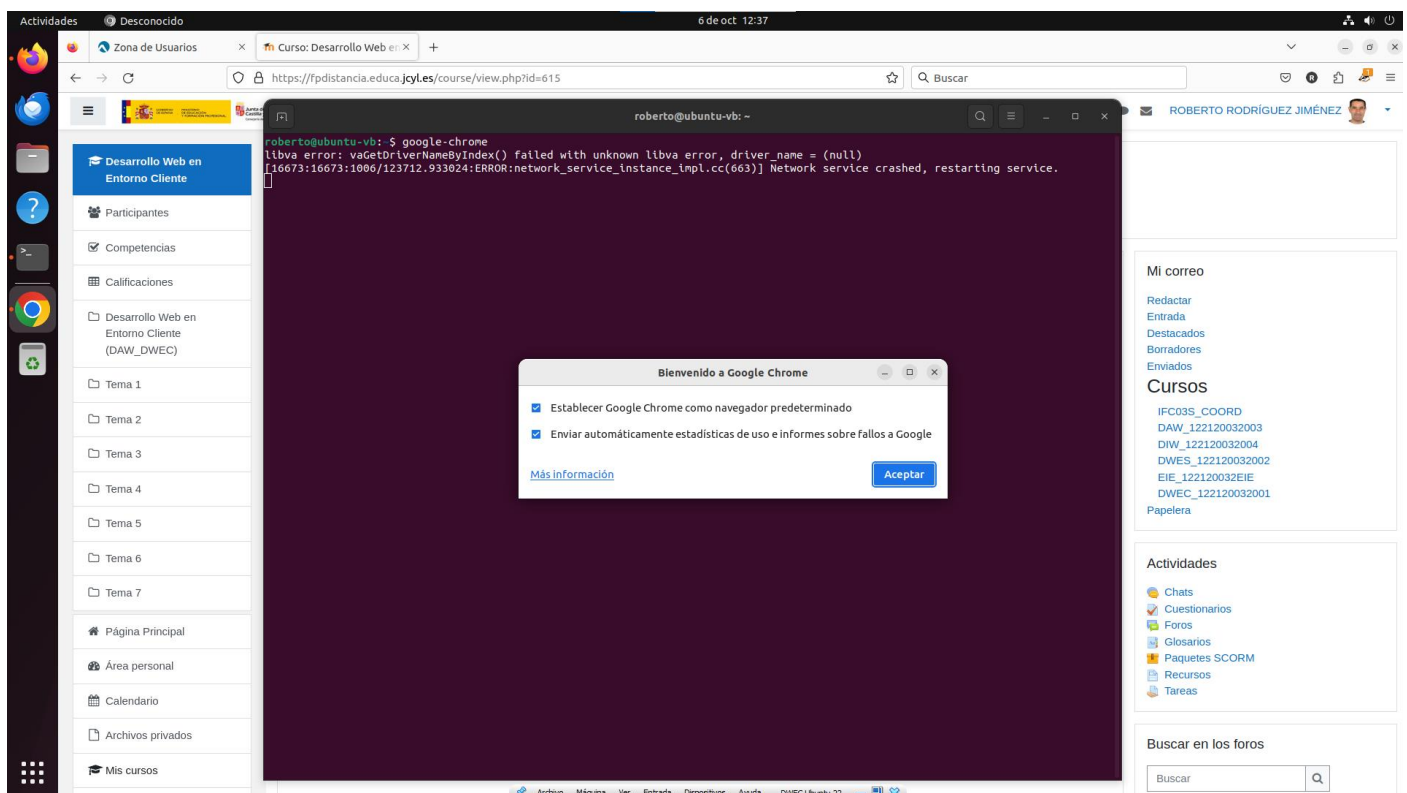 Actividades
Desconocido
6 de oct 12:37
Zona de Usuarios
Curso: Desarrollo Web en
https://fpdistancia.educa.jcyl.es/course/view.php?id=615
Buscar
ROBERTO RODRÍGUEZ JIMÉNEZ
roberto@ubuntu-vb: ~
roberto@ubuntu-vb:~$ google-chrome
libva error: vaGetDriverNameByIndex() failed with unknown libva error, driver_name = (null)
[16673:16673:1006/123712.933024:ERROR:network_service_instance_impl.cc(663)] Network service crashed, restarting service.
Desarrollo Web en
Entorno Cliente
Participantes
Competencias
Calificaciones
Desarrollo Web en
Entorno Cliente
(DAW_DWEC)
Tema 1
Tema 2
Tema 3
Tema 4
Tema 5
Tema 6
Tema 7
Página Principal
Área personal
Calendario
Archivos privados
Mis cursos
Bienvenido a Google Chrome
Establecer Google Chrome como navegador predeterminado
Enviar automáticamente estadísticas de uso e informes sobre fallos a Google
Más información
Aceptar
Mi correo
Redactar
Entrada
Destacados
Borradores
Enviados
Cursos
IFC03S_COORD
DAW_122120032003
DIW_122120032004
DWES_122120032002
EIE_122120032EIE
DWEC_122120032001
Papelera
Actividades
Chats
Cuestionarios
Foros
Glosarios
Paquetes SCORM
Recursos
Tareas
Buscar en los foros
Buscar
Archivo Máquina Ver Entrada Dispositivos Ayuda